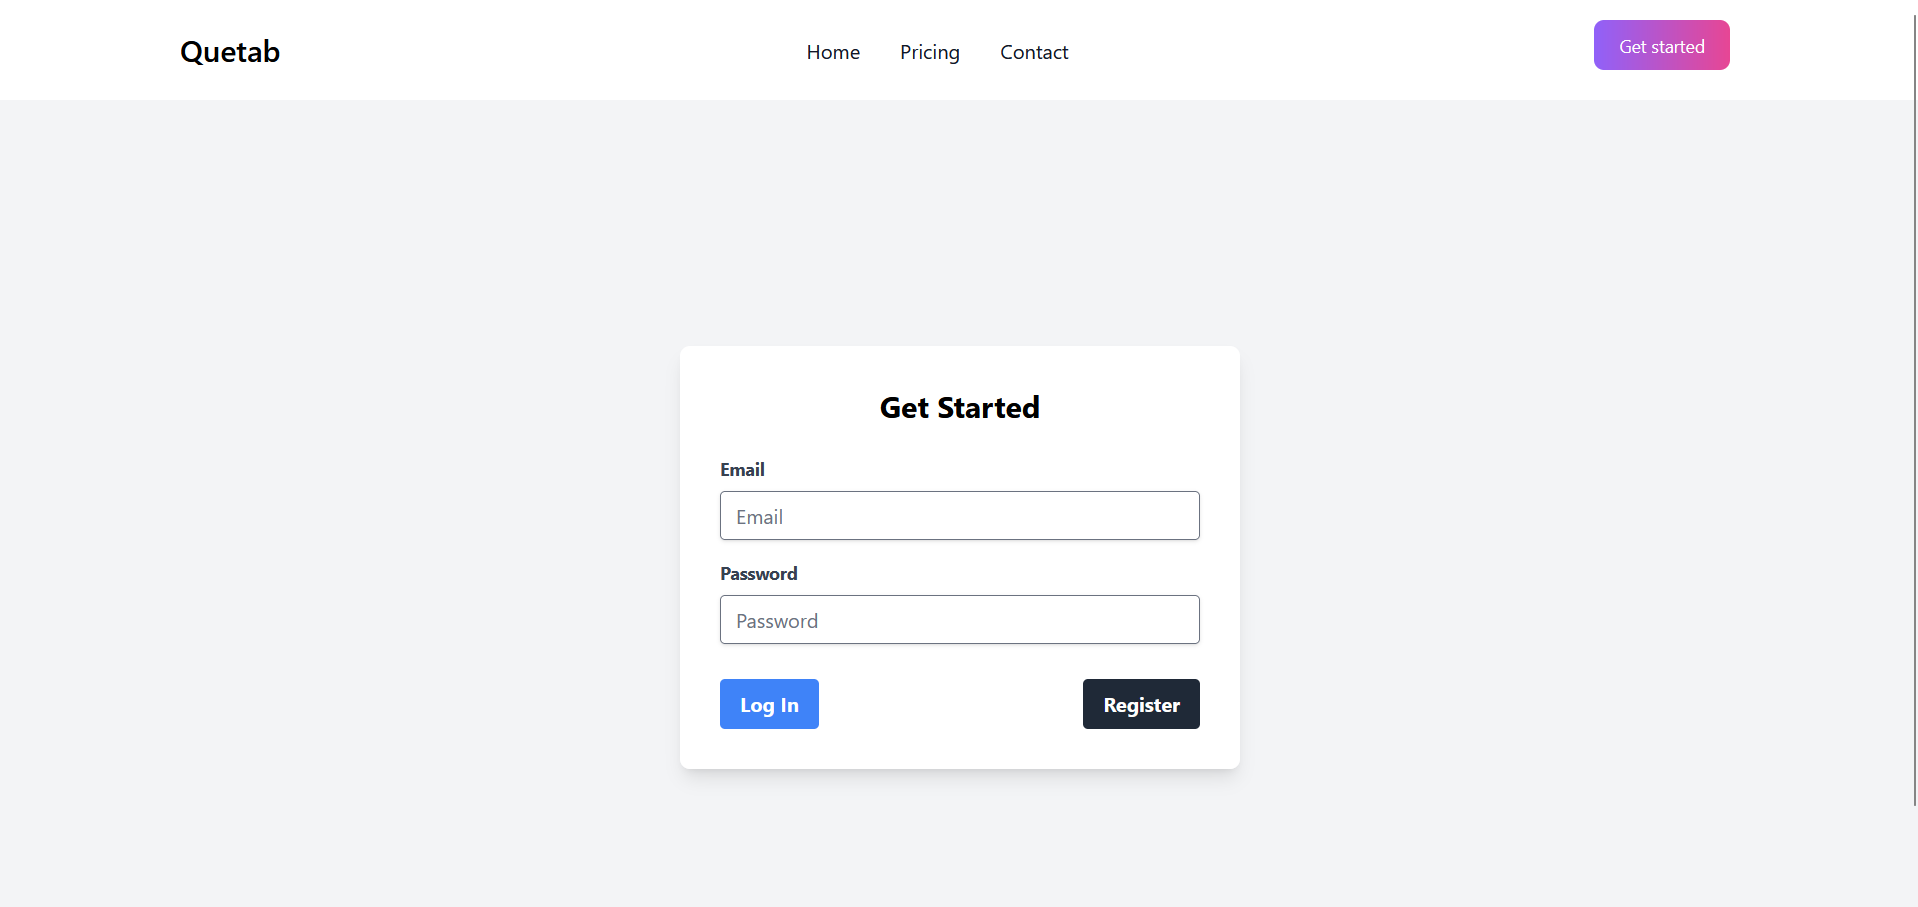 Quetab
Home Pricing Contact
Get started
Get Started
Email
Email
Password
Password
Log In
Register